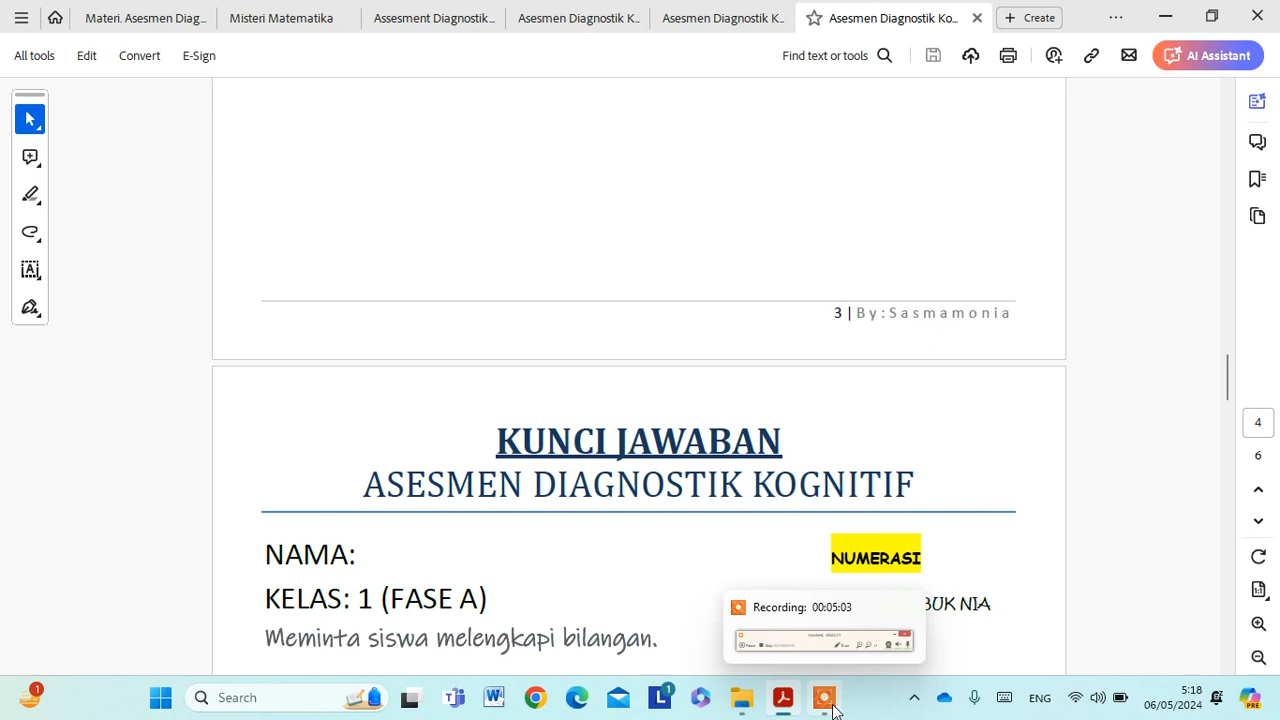 Materi. Asesmen Diag...
Misteri Matematika
Assesment Diagnostik...
Asesmen Diagnostik K...
Asesmen Diagnostik K...
Asesmen Diagnostik Ko...
Create
All tools
Edit
Convert
E-Sign
Find text or tools
AI Assistant
3 | By:Sasmamonia
4
6
KUNCI JAWABAN
ASESMEN DIAGNOSTIK KOGNITIF
NAMA:
NUMERASI
KELAS: 1 (FASE A)
BUK NIA
Meminta siswa melengkapi bilangan.
Recording: 00:05:03
1
Search
1
ENG
5:18
06/05/2024
PRE